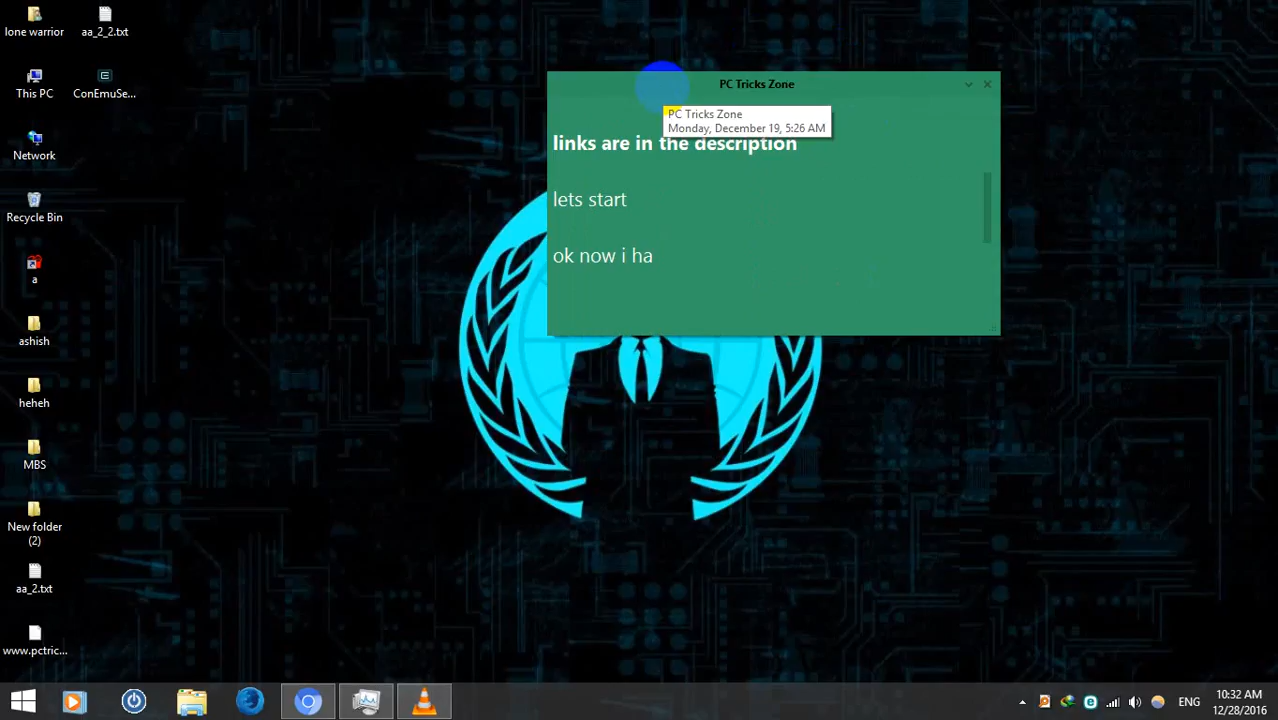 lone warrior
aa_2_2.txt
This PC
ConEmuSe...
Network
Recycle Bin
a
ashish
heheh
MBS
New folder
(2)
aa_2.txt
www.pctric...
PC Tricks Zone
PC Tricks Zone
Monday, December 19, 5:26 AM
links are in the description
lets start
ok now i ha
ENG
10:32 AM
12/28/2016